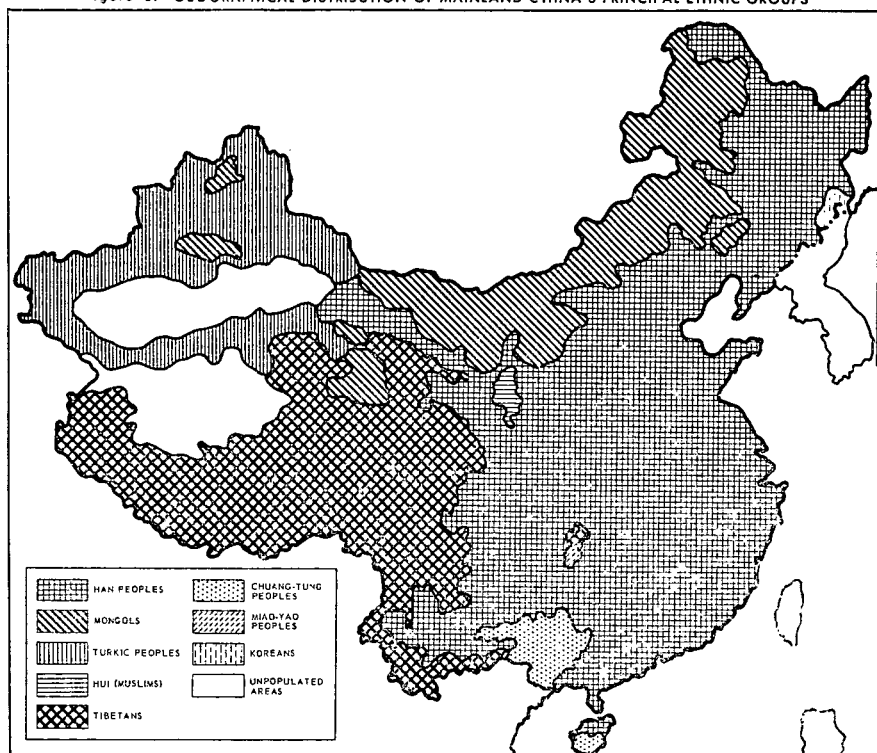 GEOGRAPHICAL DISTRIBUTION OF MAINLAND CHINA'S PRINCIPAL ETHNIC GROUPS
HAN PEOPLES
MONGOLS
TURKIC PEOPLES
HUI (MUSLIMS)
TIBETANS
CHUANG-TUNG
PEOPLES
MIAO-YAO
PEOPLES
KOREANS
UNPOPULATED
AREAS